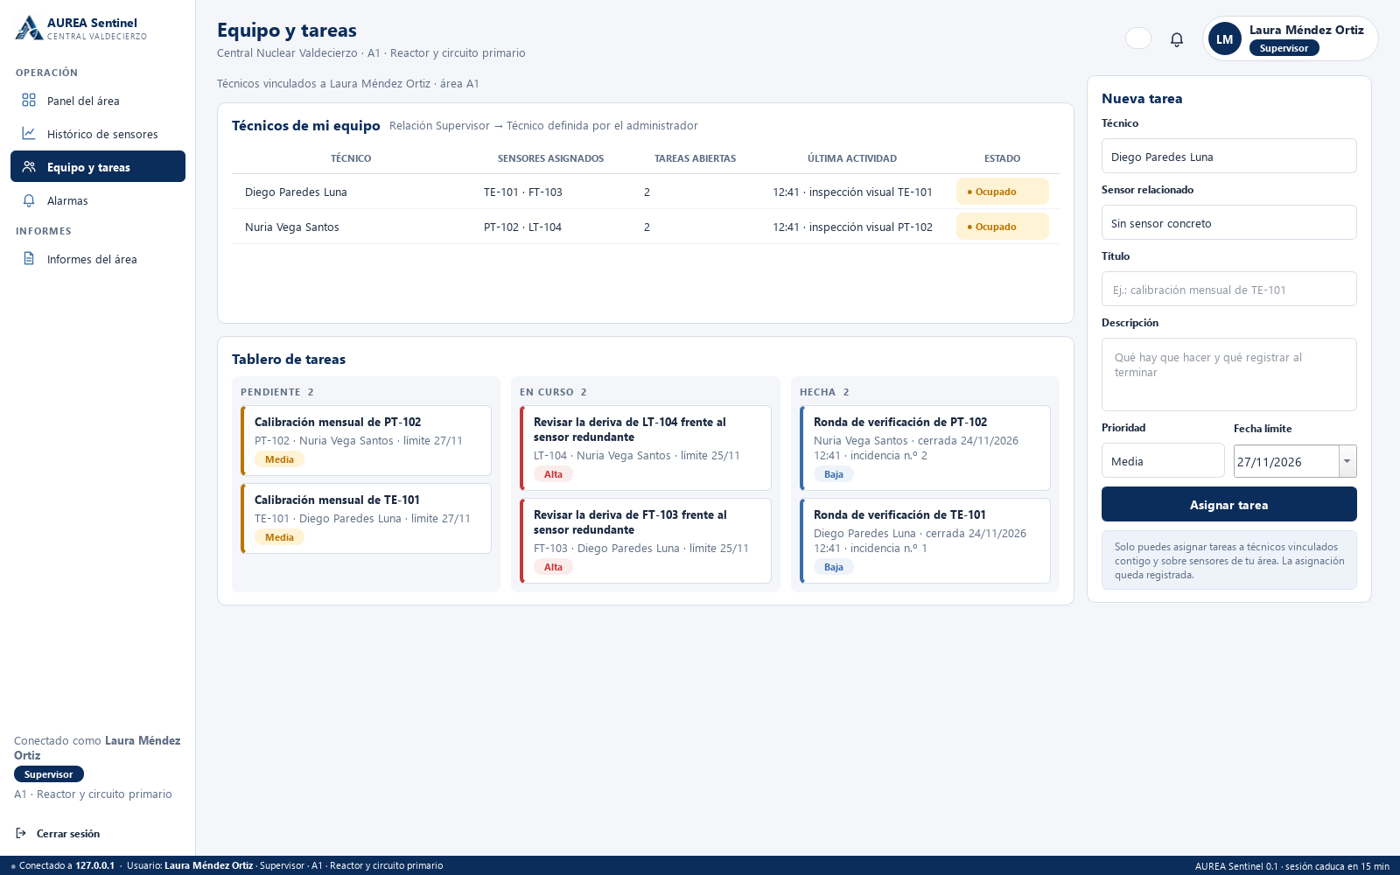 AUREA Sentinel
CENTRAL VALDECIERZO
OPERACIÓN
Panel del área
Histórico de sensores
Equipo y tareas
Alarmas
INFORMES
Informes del área
Conectado como Laura Méndez
Ortiz
Supervisor
A1 · Reactor y circuito primario
Cerrar sesión
Equipo y tareas
Central Nuclear Valdecierzo · A1 · Reactor y circuito primario
LM
Laura Méndez Ortiz
Supervisor
Técnicos vinculados a Laura Méndez Ortiz · área A1
Técnicos de mi equipo Relación Supervisor → Técnico definida por el administrador
TÉCNICO SENSORES ASIGNADOS TAREAS ABIERTAS ÚLTIMA ACTIVIDAD ESTADO
Diego Paredes Luna TE-101 · FT-103 2 12:41 · inspección visual TE-101 • Ocupado
Nuria Vega Santos PT-102 · LT-104 2 12:41 · inspección visual PT-102 • Ocupado
Tablero de tareas
PENDIENTE 2
Calibración mensual de PT-102
PT-102 · Nuria Vega Santos · límite 27/11
Media
Calibración mensual de TE-101
TE-101 · Diego Paredes Luna · límite 27/11
Media
EN CURSO 2
Revisar la deriva de LT-104 frente al
sensor redundante
LT-104 · Nuria Vega Santos · límite 25/11
Alta
Revisar la deriva de FT-103 frente al
sensor redundante
FT-103 · Diego Paredes Luna · límite 25/11
Alta
HECHA 2
Ronda de verificación de PT-102
Nuria Vega Santos · cerrada 24/11/2026
12:41 · incidencia n.º 2
Baja
Ronda de verificación de TE-101
Diego Paredes Luna · cerrada 24/11/2026
12:41 · incidencia n.º 1
Baja
Nueva tarea
Técnico
Diego Paredes Luna
Sensor relacionado
Sin sensor concreto
Título
Ej.: calibración mensual de TE-101
Descripción
Qué hay que hacer y qué registrar al
terminar
Prioridad Fecha límite
Media 27/11/2026
Asignar tarea
Solo puedes asignar tareas a técnicos vinculados
contigo y sobre sensores de tu área. La asignación
queda registrada.
● Conectado a 127.0.0.1 · Usuario: Laura Méndez Ortiz · Supervisor · A1 · Reactor y circuito primario
AUREA Sentinel 0.1 · sesión caduca en 15 min